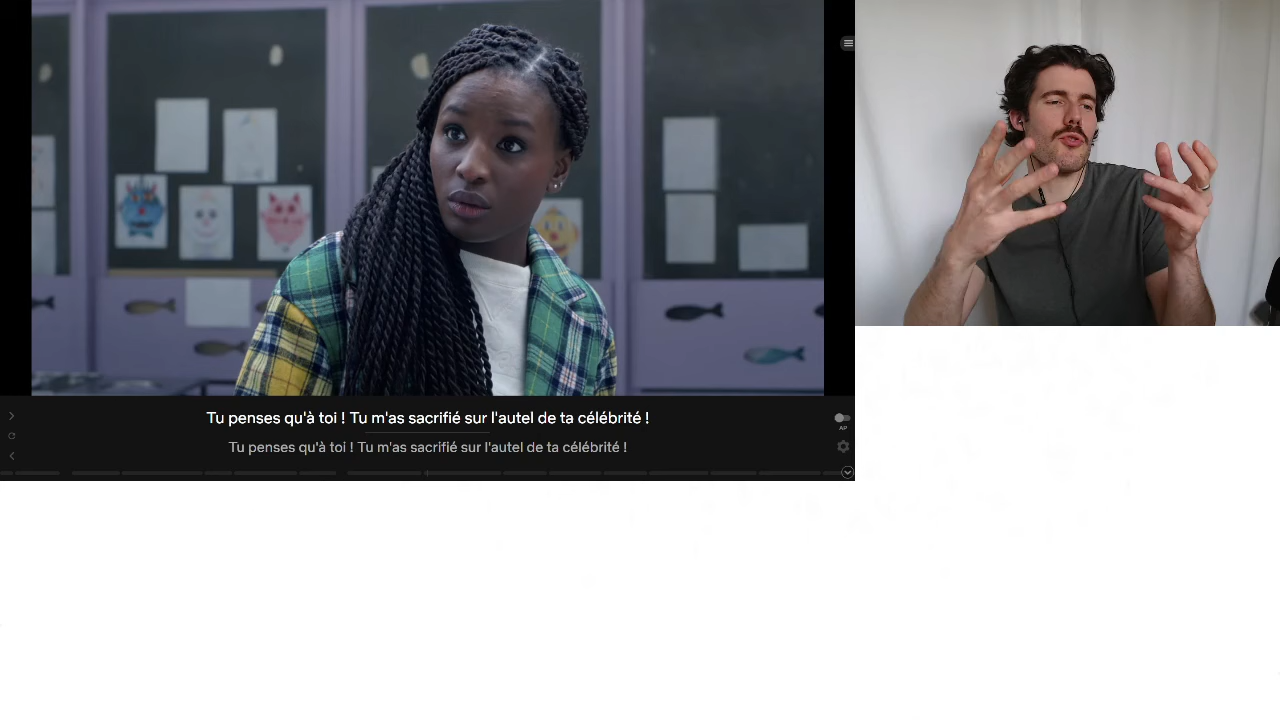 Tu penses qu'à toi ! Tu m'as sacrifié sur l'autel de ta célébrité !
Tu penses qu'à toi ! Tu m'as sacrifié sur l'autel de ta célébrité !
AP